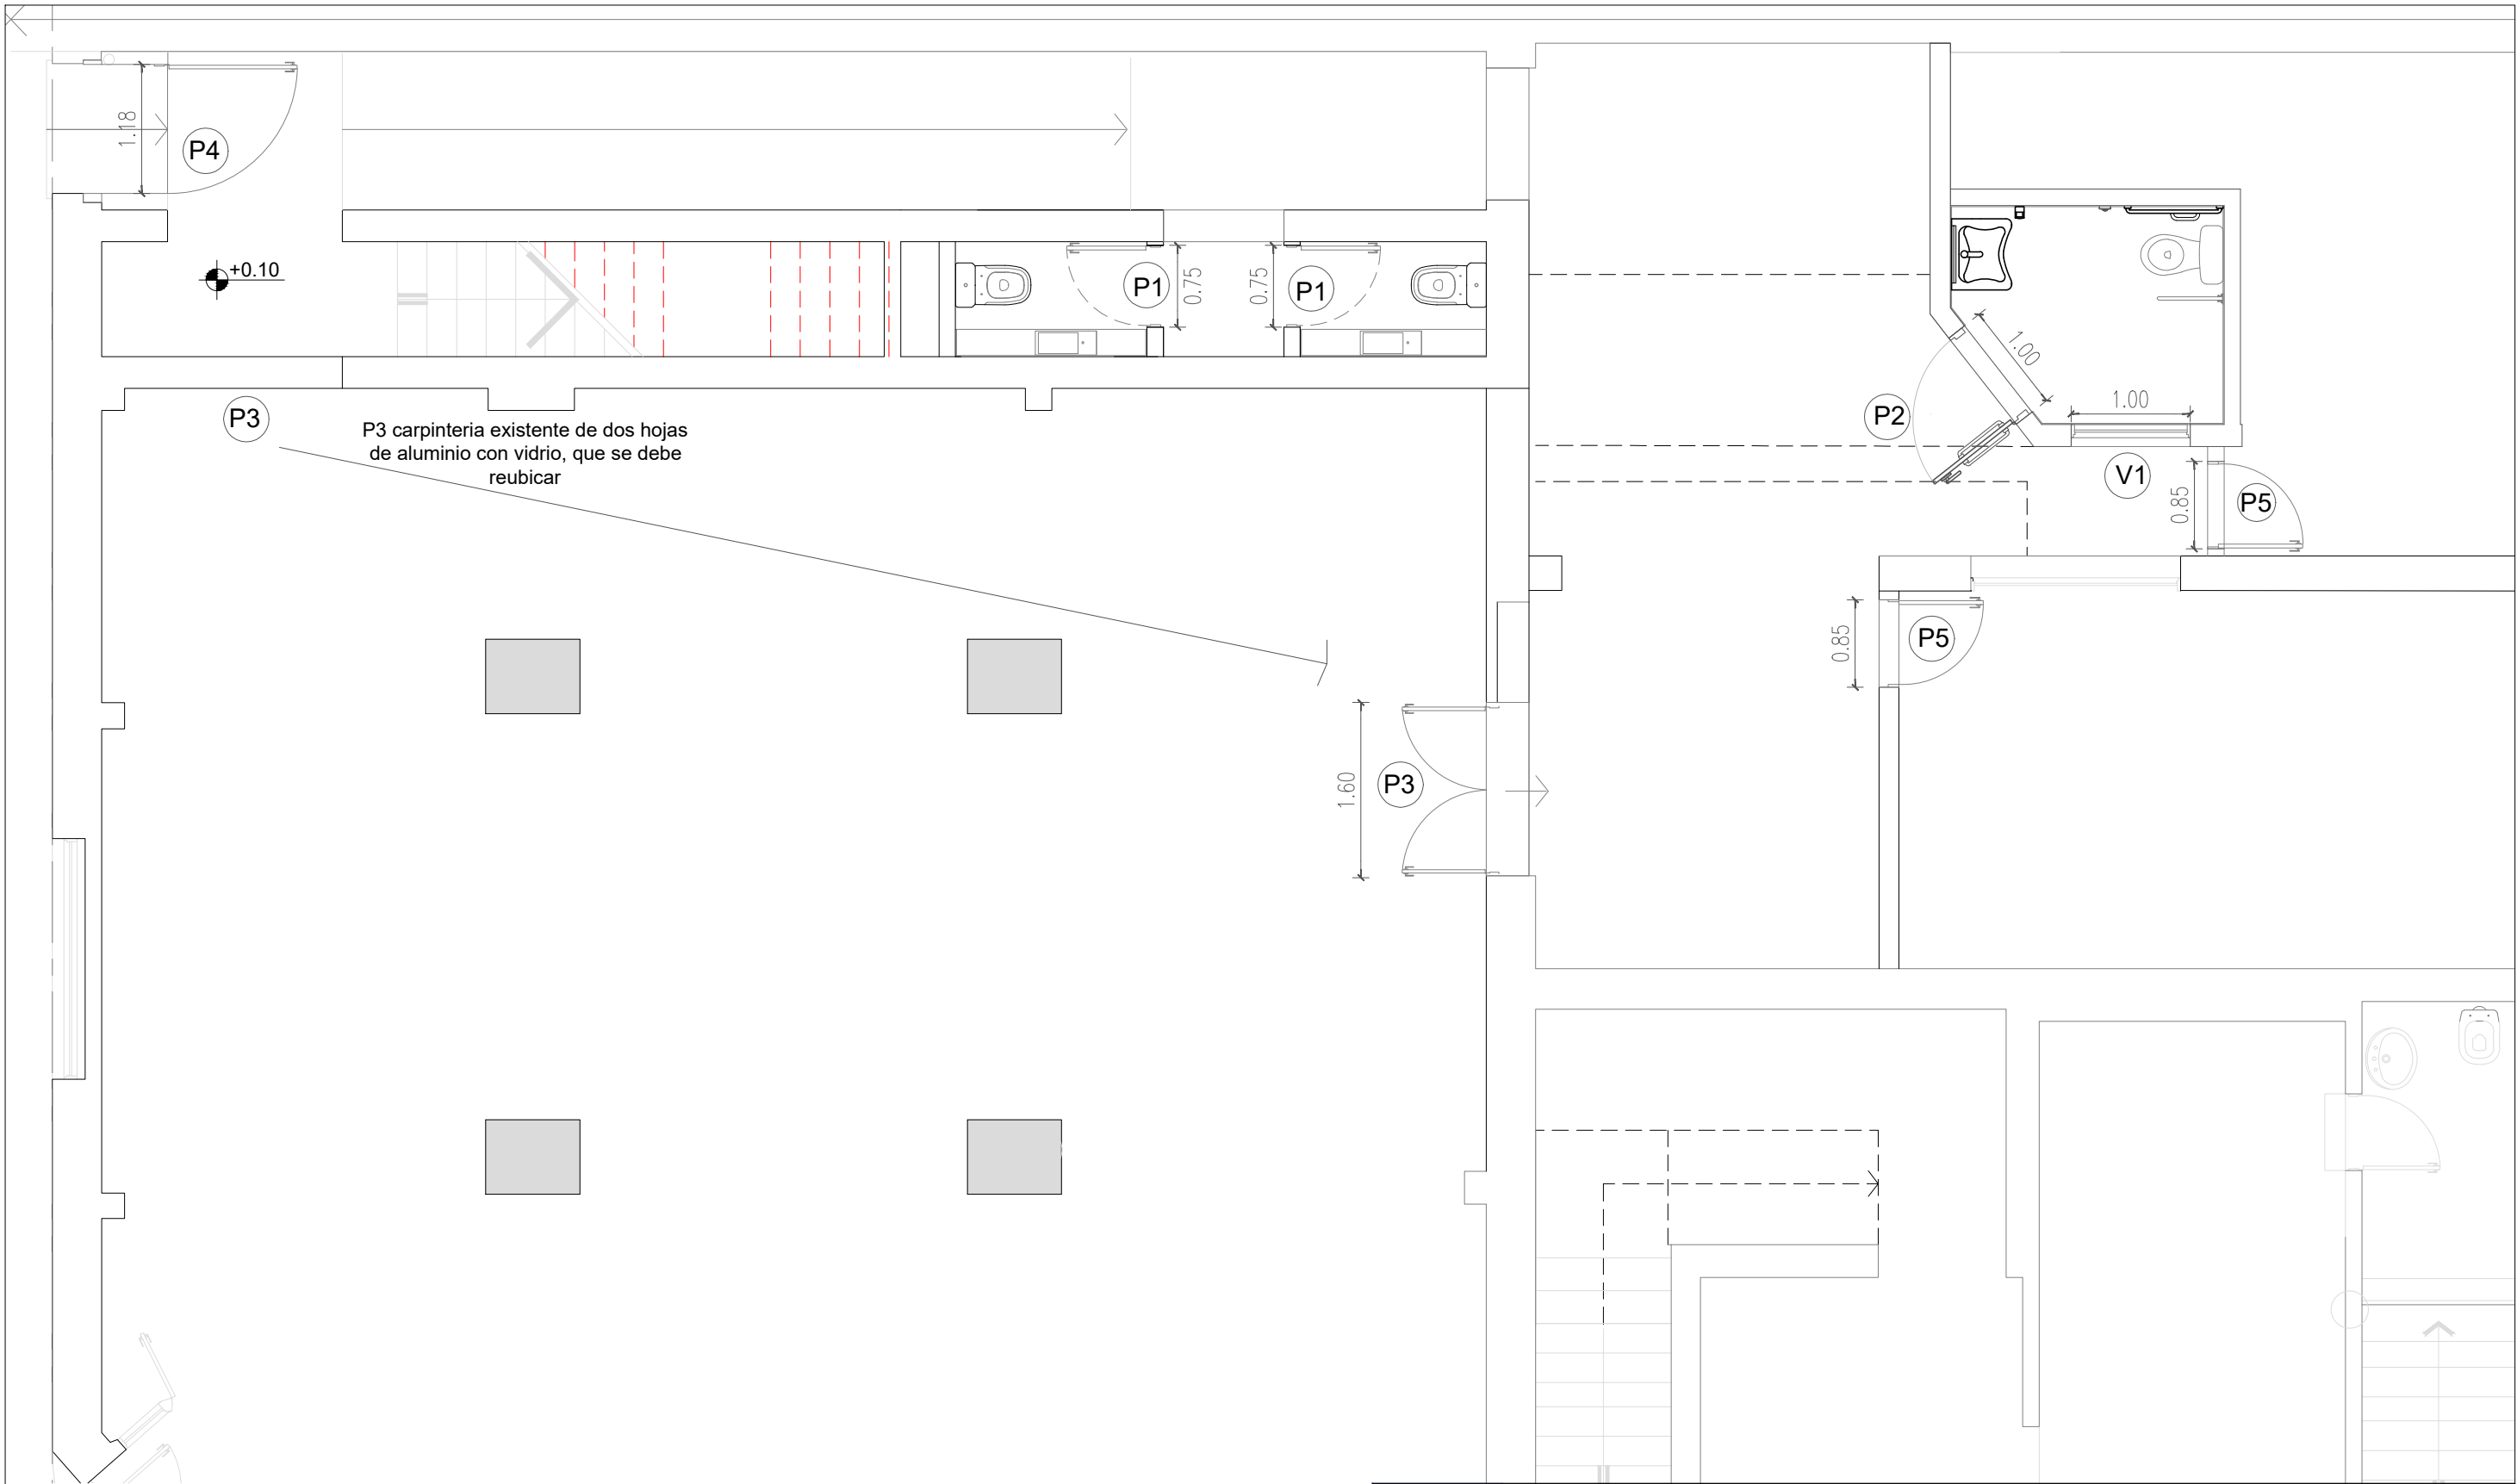 1.18
P4
+0.10
P1
0.75
0.75
P1
1.00
1.00
P2
P3
P3 carpinteria existente de dos hojas
de aluminio con vidrio, que se debe
reubicar
V1
0.85
P5
0.85
P5
1.60
P3